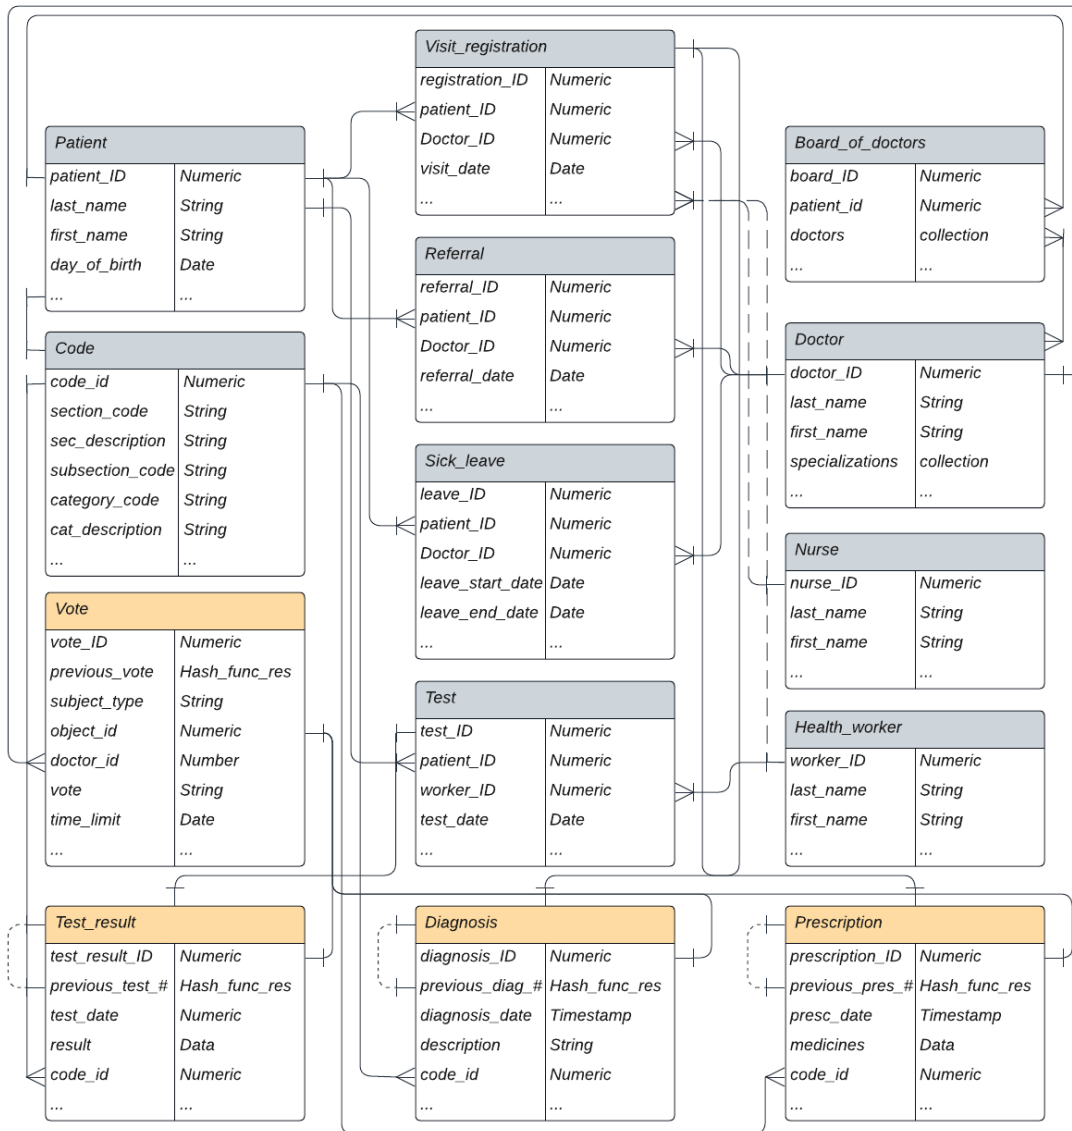 Visit_registration
registration_ID Numeric
patient_ID Numeric
Doctor_ID Numeric
visit_date Date
... ...
Patient
patient_ID Numeric
last_name String
first_name String
day_of_birth Date
... ...
Board_of_doctors
board_ID Numeric
patient_id Numeric
doctors collection
... ...
Referral
referral_ID Numeric
patient_ID Numeric
Doctor_ID Numeric
referral_date Date
... ...
Code
code_id Numeric
section_code String
sec_description String
subsection_code String
category_code String
cat_description String
... ...
Doctor
doctor_ID Numeric
last_name String
first_name String
specializations collection
... ...
Sick_leave
leave_ID Numeric
patient_ID Numeric
Doctor_ID Numeric
leave_start_date Date
leave_end_date Date
... ...
Nurse
nurse_ID Numeric
last_name String
first_name String
... ...
Vote
vote_ID Numeric
previous_vote Hash_func_res
subject_type String
object_id Numeric
doctor_id Number
vote String
time_limit Date
... ...
Test
test_ID Numeric
patient_ID Numeric
worker_ID Numeric
test_date Date
... ...
Health_worker
worker_ID Numeric
last_name String
first_name String
... ...
Test_result
test_result_ID Numeric
previous_test_# Hash_func_res
test_date Numeric
result Data
code_id Numeric
... ...
Diagnosis
diagnosis_ID Numeric
previous_diag_# Hash_func_res
diagnosis_date Timestamp
description String
code_id Numeric
... ...
Prescription
prescription_ID Numeric
previous_pres_# Hash_func_res
presc_date Timestamp
medicines Data
code_id Numeric
... ...